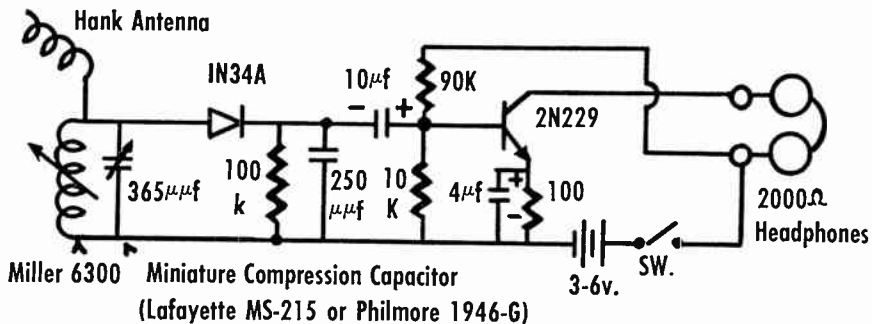 Hank Antenna
IN34A
10μf
- +
90K
2N229
365μμf
100
k
250
μμf
10
K
4μf
+
-
100
2000Ω
Headphones
3-6v.
SW.
Miller 6300
Miniature Compression Capacitor
(Lafayette MS-215 or Philmore 1946-G)